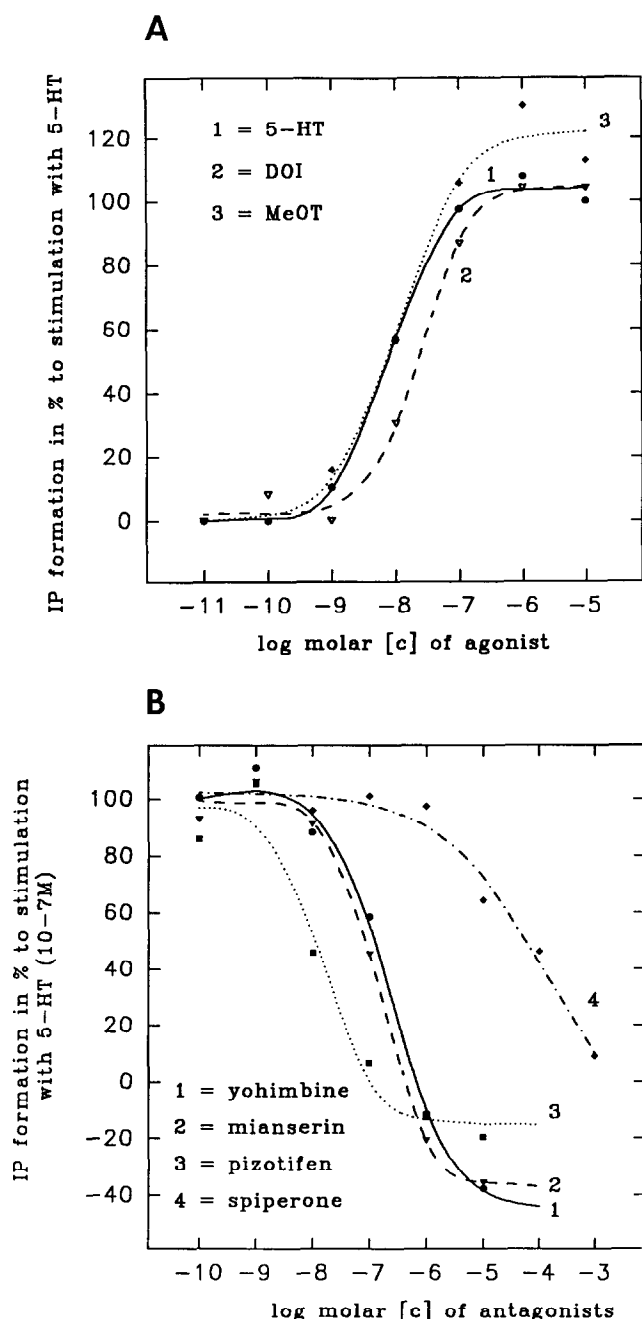 A
IP formation in % to stimulation with 5-HT
120
100
80
60
40
20
0
1 = 5-HT
2 = DOI
3 = MeOT
3
1
2
-11 -10 -9 -8 -7 -6 -5
log molar [c] of agonist
B
IP formation in % to stimulation
with 5-HT (10-7M)
100
80
60
40
20
0
-20
-40
4
3
2
1
1 = yohimbine
2 = mianserin
3 = pizotifen
4 = spiperone
-10 -9 -8 -7 -6 -5 -4 -3
log molar [c] of antagonists